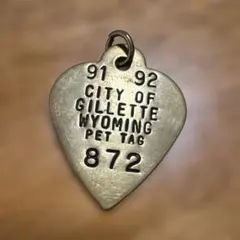 91 92
CITY OF
GILLETTE
WYOMING
PET TAG
872